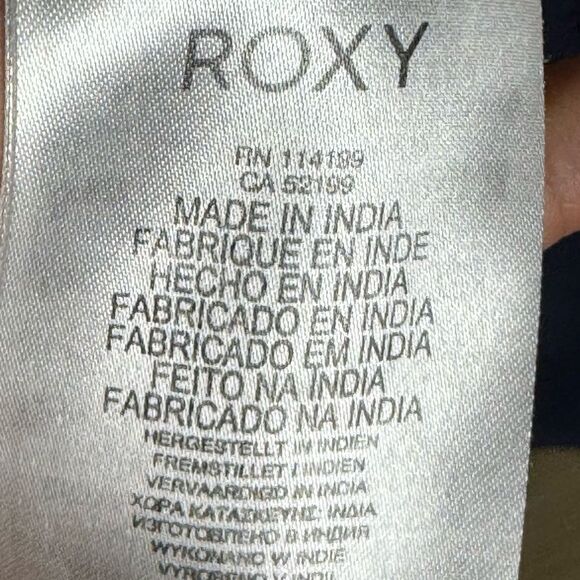 ROXY
RN 114199
CA 52199
MADE IN INDIA
FABRIQUE EN INDE
HECHO EN INDIA
FABRICADO EN INDIA
FABRICADO EM INDIA
FEITO NA INDIA
FABRICADO NA INDIA
HERGESTELLT IN INDIEN
FREMSTILLET I INDIEN
VERVAARDIGD IN INDIA
ΧΩΡΑ ΚΑΤΑΣΚΕΥΗΣ: ΙΝΔΙΑ
ИЗГОТОВЛЕНО В ИНДИЯ
WYKONANO W INDIE
VYROBENO V INDII